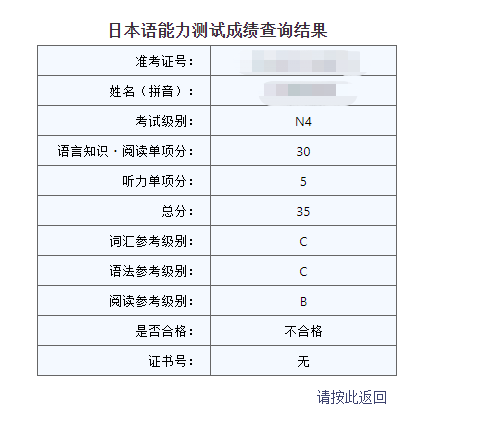 日本语能力测试成绩查询结果
准考证号：
姓名（拼音）：
考试级别： N4
语言知识·阅读单项分： 30
听力单项分： 5
总分： 35
词汇参考级别： C
语法参考级别： C
阅读参考级别： B
是否合格： 不合格
证书号： 无
请按此返回